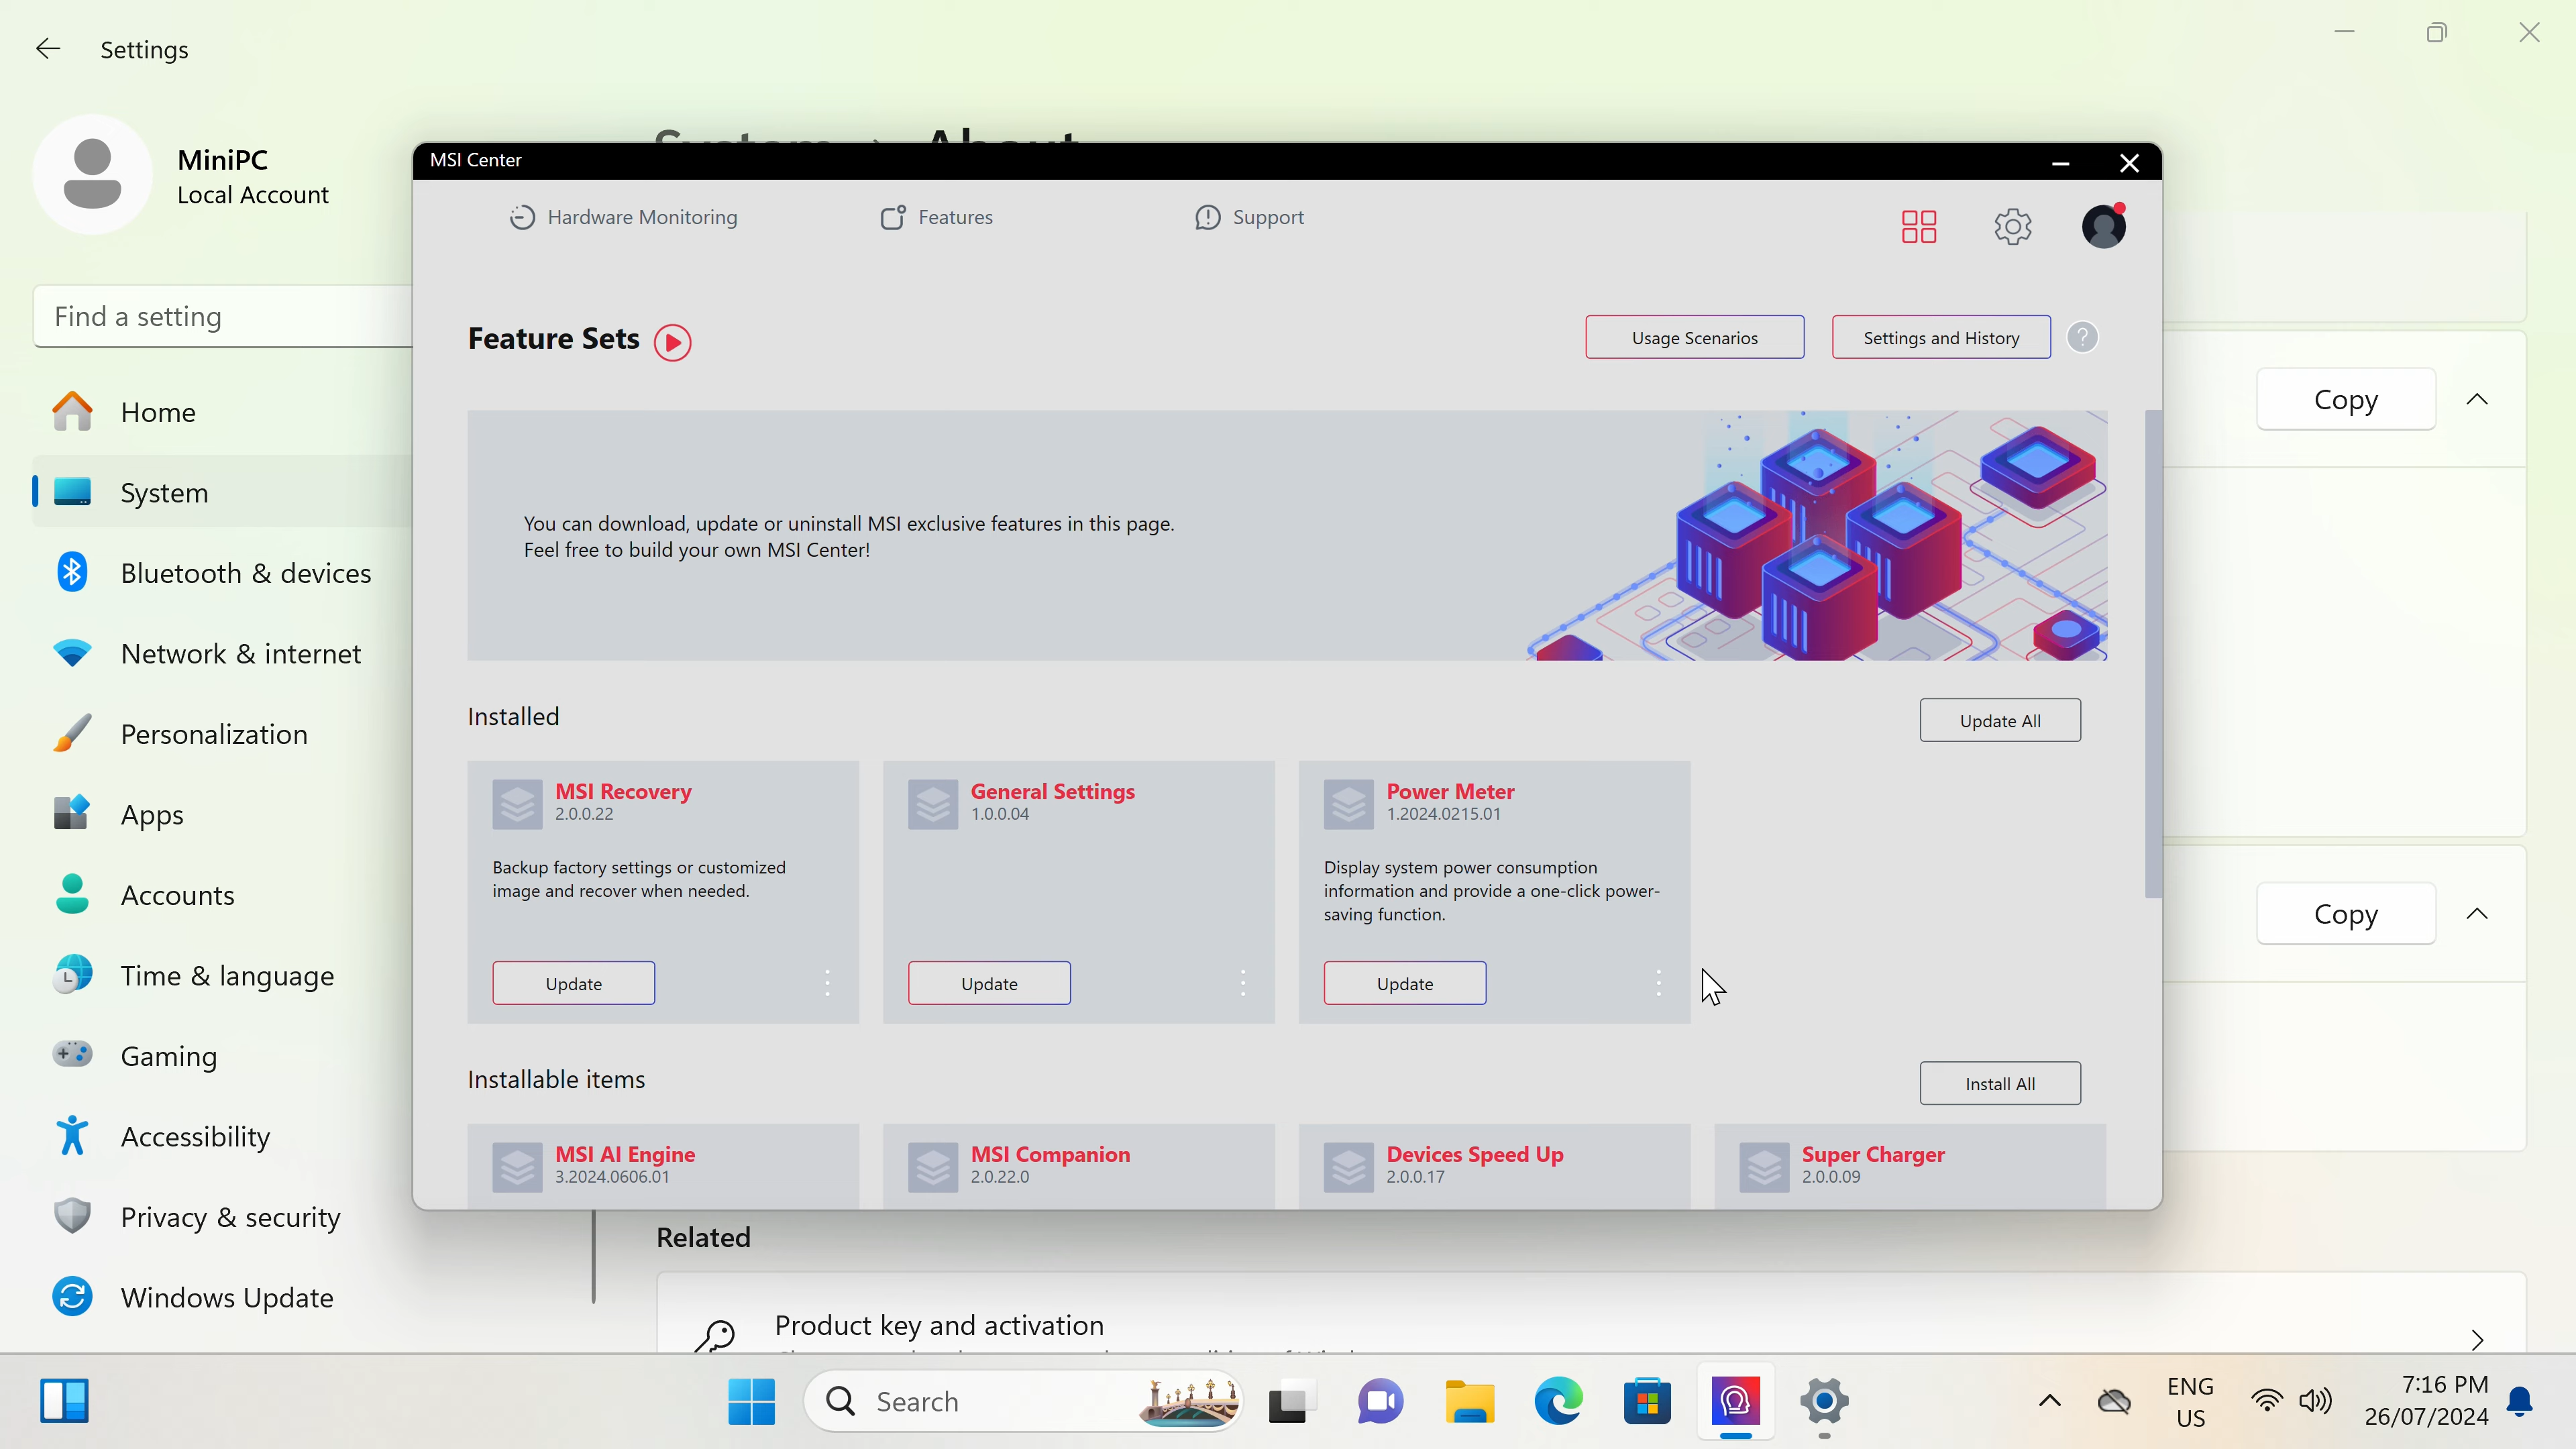 Settings
MiniPC
Local Account
Find a setting
Home
System
Bluetooth & devices
Network & internet
Personalization
Apps
Accounts
Time & language
Gaming
Accessibility
Privacy & security
Windows Update
System > About
MSI Center
Hardware Monitoring
Features
Support
Feature Sets
Usage Scenarios
Settings and History
?
You can download, update or uninstall MSI exclusive features in this page.
Feel free to build your own MSI Center!
Installed
Update All
MSI Recovery
2.0.0.22
Backup factory settings or customized
image and recover when needed.
Update
General Settings
1.0.0.04
Update
Power Meter
1.2024.0215.01
Display system power consumption
information and provide a one-click power-
saving function.
Update
Installable items
Install All
MSI AI Engine
3.2024.0606.01
MSI Companion
2.0.22.0
Devices Speed Up
2.0.0.17
Super Charger
2.0.0.09
Copy
Copy
Related
Product key and activation
Search
ENG
US
7:16 PM
26/07/2024